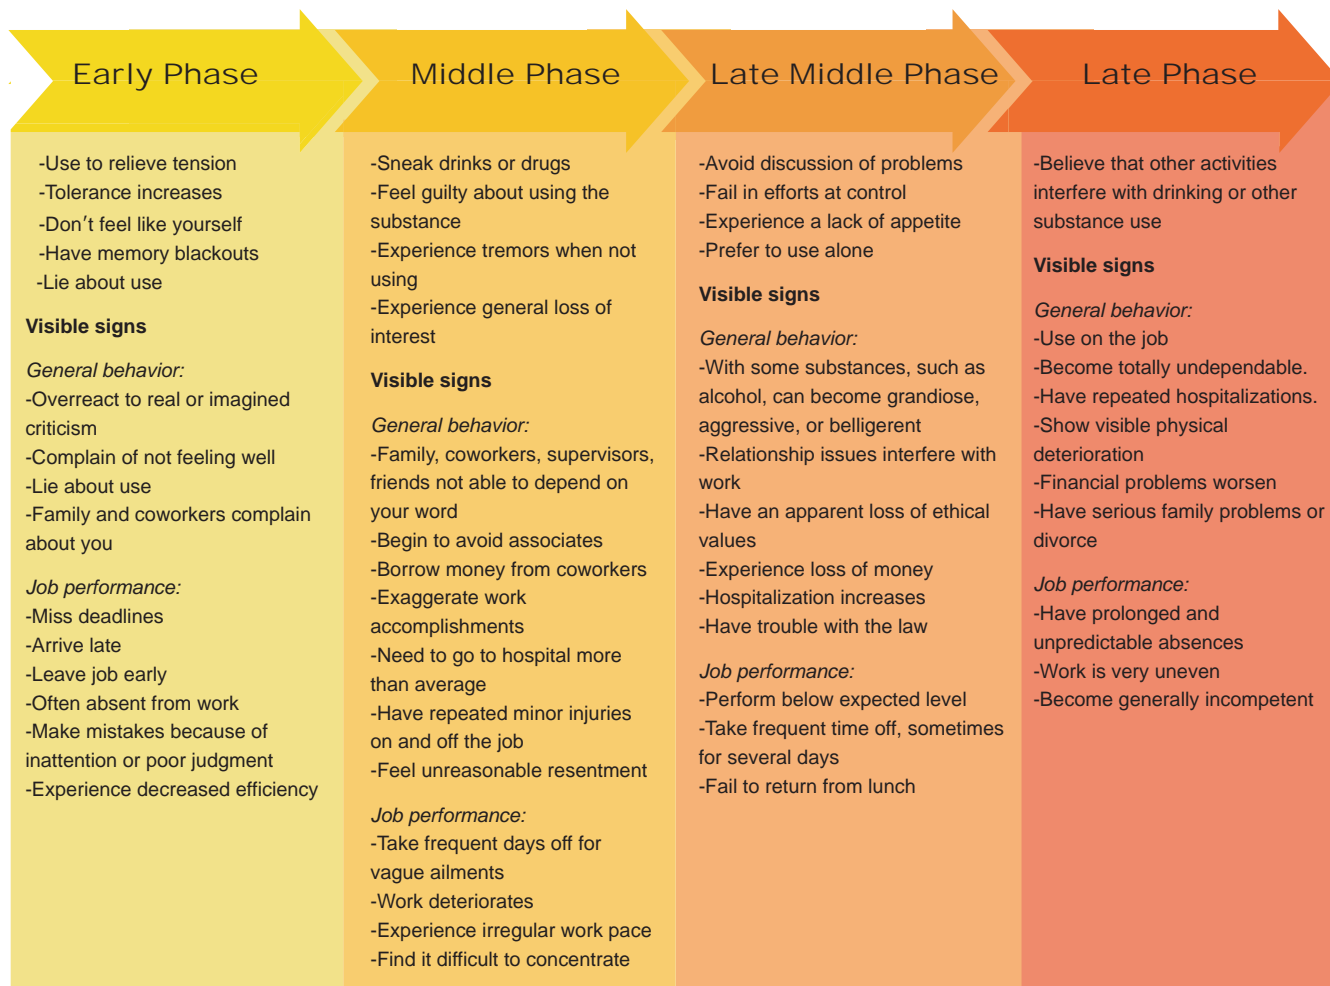 Early Phase
-Use to relieve tension
-Tolerance increases
-Don't feel like yourself
-Have memory blackouts
-Lie about use
Visible signs
General behavior:
-Overreact to real or imagined
criticism
-Complain of not feeling well
-Lie about use
-Family and coworkers complain
about you
Job performance:
-Miss deadlines
-Arrive late
-Leave job early
-Often absent from work
-Make mistakes because of
inattention or poor judgment
-Experience decreased efficiency
Middle Phase
-Sneak drinks or drugs
-Feel guilty about using the
substance
-Experience tremors when not
using
-Experience general loss of
interest
Visible signs
General behavior:
-Family, coworkers, supervisors,
friends not able to depend on
your word
-Begin to avoid associates
-Borrow money from coworkers
-Exaggerate work
accomplishments
-Need to go to hospital more
than average
-Have repeated minor injuries
on and off the job
-Feel unreasonable resentment
Job performance:
-Take frequent days off for
vague ailments
-Work deteriorates
-Experience irregular work pace
-Find it difficult to concentrate
Late Middle Phase
-Avoid discussion of problems
-Fail in efforts at control
-Experience a lack of appetite
-Prefer to use alone
Visible signs
General behavior:
-With some substances, such as
alcohol, can become grandiose,
aggressive, or belligerent
-Relationship issues interfere with
work
-Have an apparent loss of ethical
values
-Experience loss of money
-Hospitalization increases
-Have trouble with the law
Job performance:
-Perform below expected level
-Take frequent time off, sometimes
for several days
-Fail to return from lunch
Late Phase
-Believe that other activities
interfere with drinking or other
substance use
Visible signs
General behavior:
-Use on the job
-Become totally undependable.
-Have repeated hospitalizations.
-Show visible physical
deterioration
-Financial problems worsen
-Have serious family problems or
divorce
Job performance:
-Have prolonged and
unpredictable absences
-Work is very uneven
-Become generally incompetent